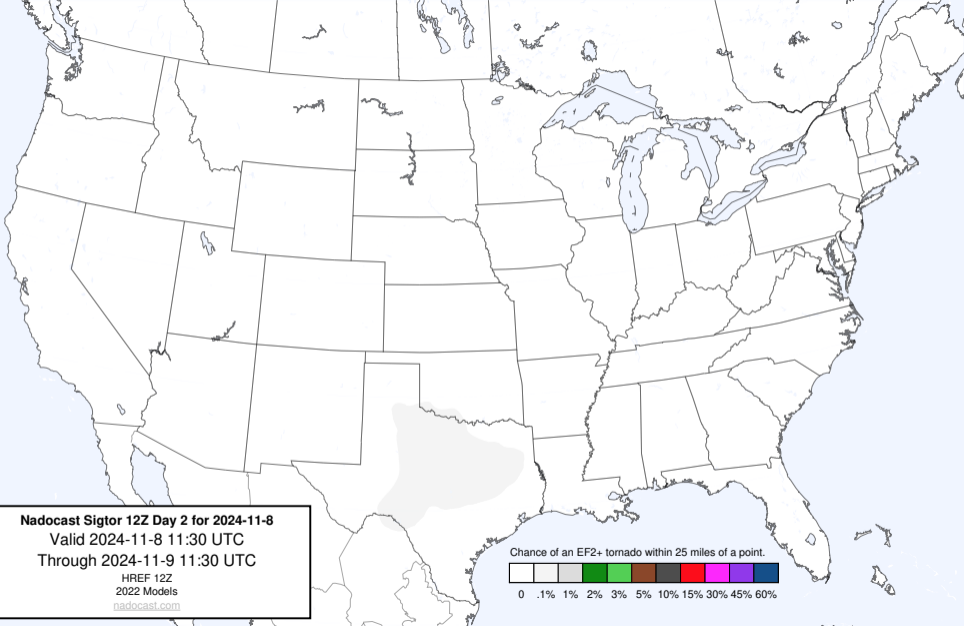 Nadocast Sigtor 12Z Day 2 for 2024-11-8
Valid 2024-11-8 11:30 UTC
Through 2024-11-9 11:30 UTC
HREF 12Z
2022 Models
nadocast.com
Chance of an EF2+ tornado within 25 miles of a point.
0 .1% 1% 2% 3% 5% 10% 15% 30% 45% 60%